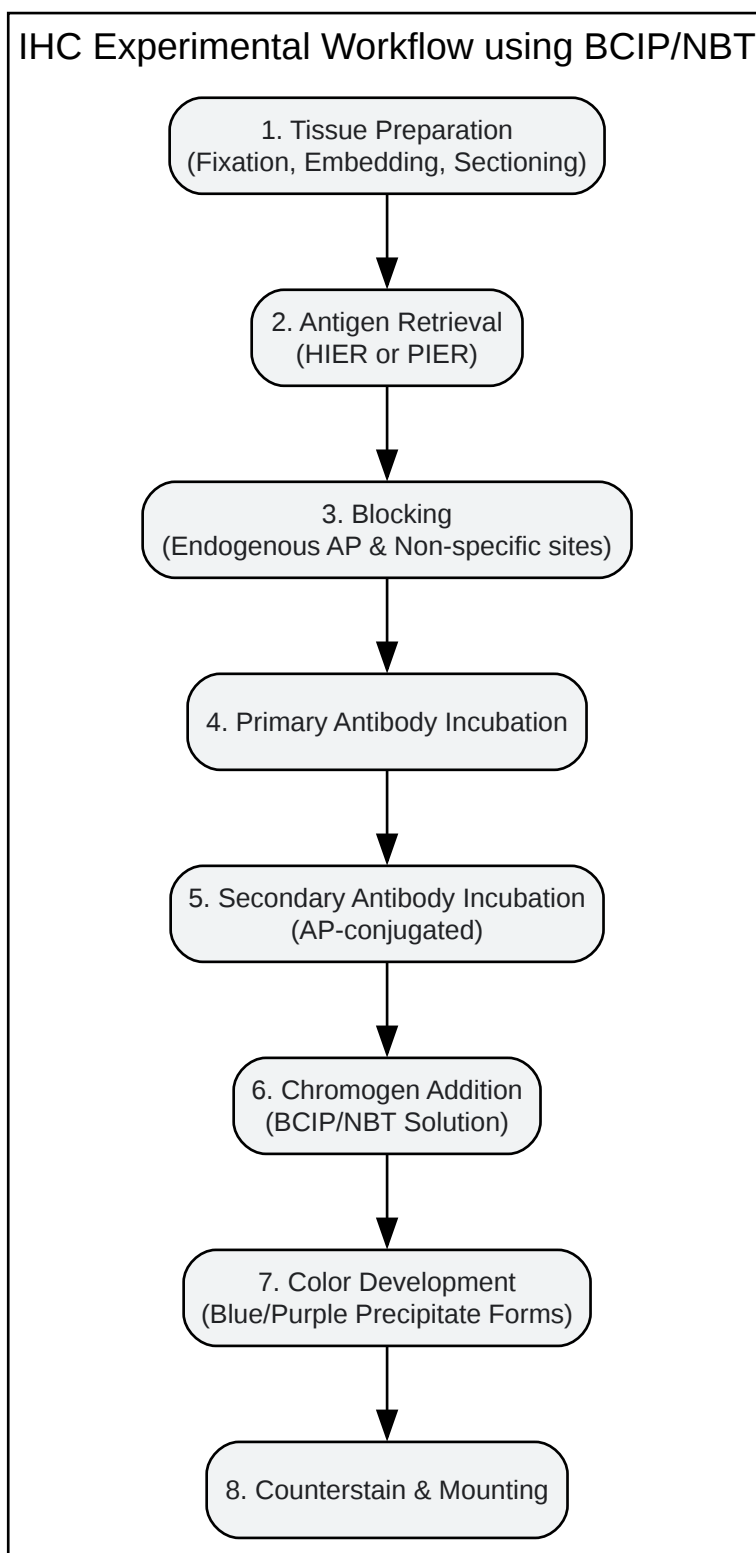 IHC Experimental Workflow using BCIP/NBT
1. Tissue Preparation
(Fixation, Embedding, Sectioning)
2. Antigen Retrieval
(HIER or PIER)
3. Blocking
(Endogenous AP & Non-specific sites)
4. Primary Antibody Incubation
5. Secondary Antibody Incubation
(AP-conjugated)
6. Chromogen Addition
(BCIP/NBT Solution)
7. Color Development
(Blue/Purple Precipitate Forms)
8. Counterstain & Mounting